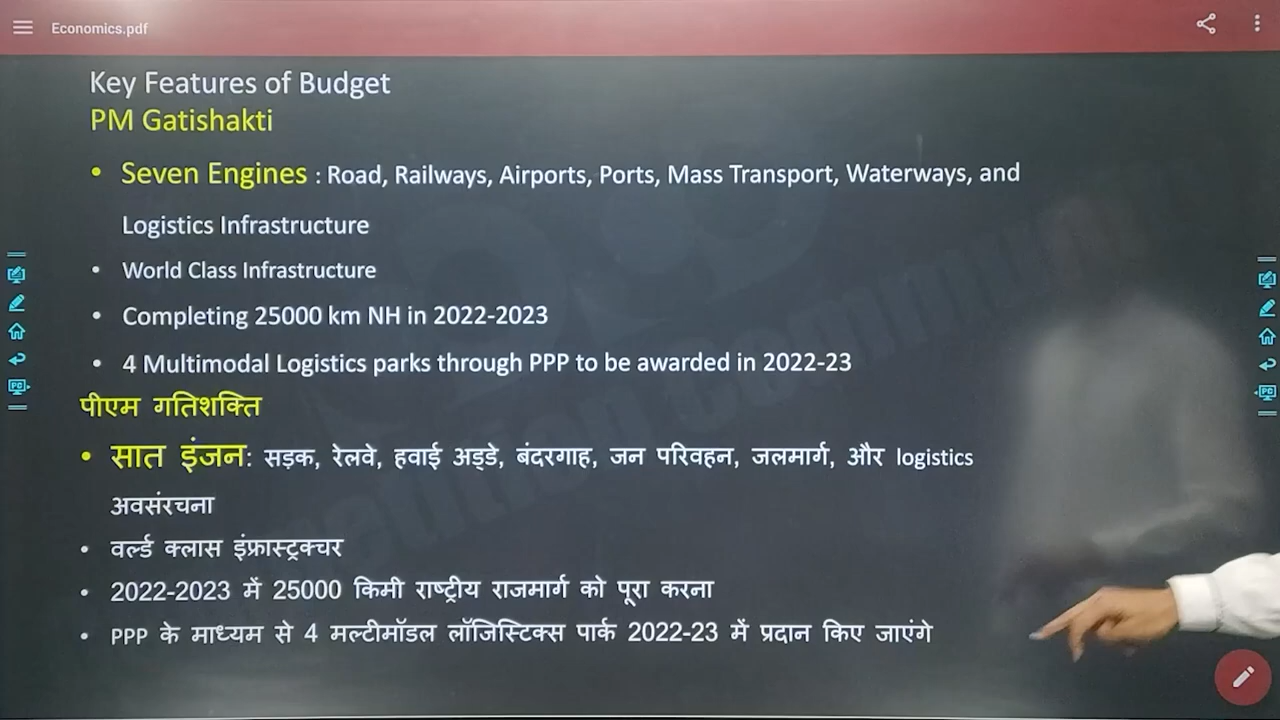 Economics.pdf
Key Features of Budget
PM Gatishakti
• Seven Engines : Road, Railways, Airports, Ports, Mass Transport, Waterways, and
Logistics Infrastructure
• World Class Infrastructure
• Completing 25000 km NH in 2022-2023
• 4 Multimodal Logistics parks through PPP to be awarded in 2022-23
पीएम गतिशक्ति
• सात इंजन: सड़क, रेलवे, हवाई अड्डे, बंदरगाह, जन परिवहन, जलमार्ग, और logistics
अवसंरचना
• वर्ल्ड क्लास इंफ्रास्ट्रक्चर
• 2022-2023 में 25000 किमी राष्ट्रीय राजमार्ग को पूरा करना
• PPP के माध्यम से 4 मल्टीमॉडल लॉजिस्टिक्स पार्क 2022-23 में प्रदान किए जाएंगे
PC
PC